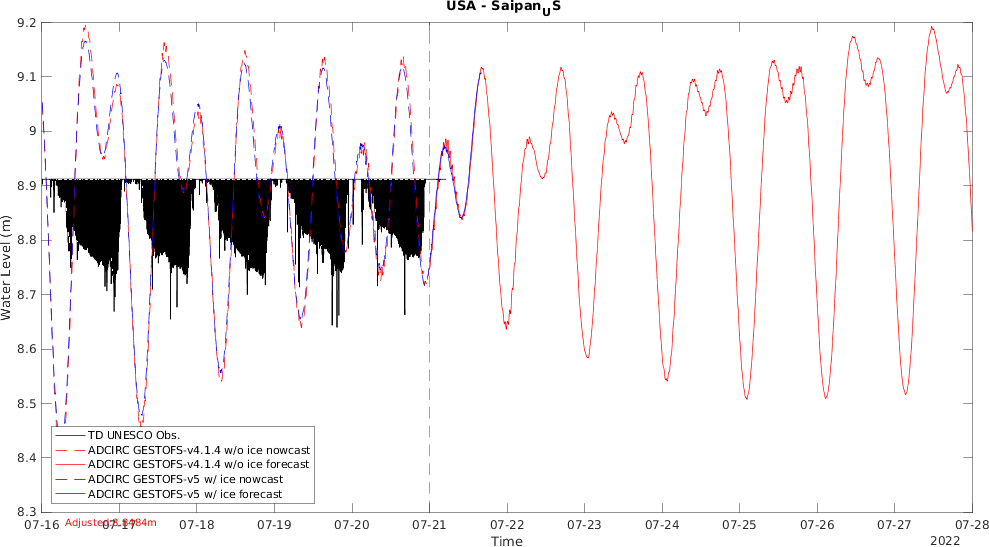 USA - SaipanUS
9.2
9.1
9
8.9
8.8
8.7
8.6
8.5
8.4
8.3
Water Level (m)
TD UNESCO Obs.
ADCIRC GESTOFS-v4.1.4 w/o ice nowcast
ADCIRC GESTOFS-v4.1.4 w/o ice forecast
ADCIRC GESTOFS-v5 w/ ice nowcast
ADCIRC GESTOFS-v5 w/ ice forecast
07-16 07-17 07-18 07-19 07-20 07-21 07-22 07-23 07-24 07-25 07-26 07-27 07-28
Adjusted:8.8484m
Time
2022